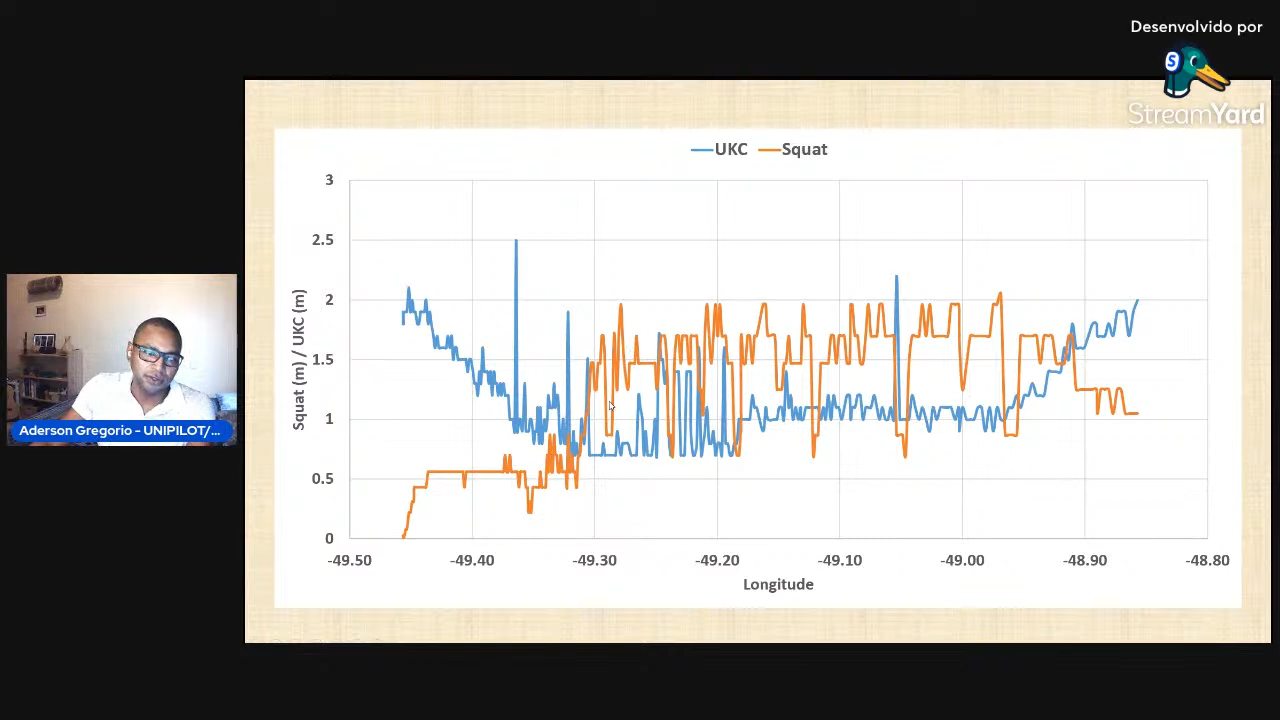 Desenvolvido por
S
StreamYard
UKC Squat
3
2.5
2
1.5
1
0.5
0
Squat (m) / UKC (m)
-49.50 -49.40 -49.30 -49.20 -49.10 -49.00 -48.90 -48.80
Longitude
Aderson Gregorio - UNIPILOT/...